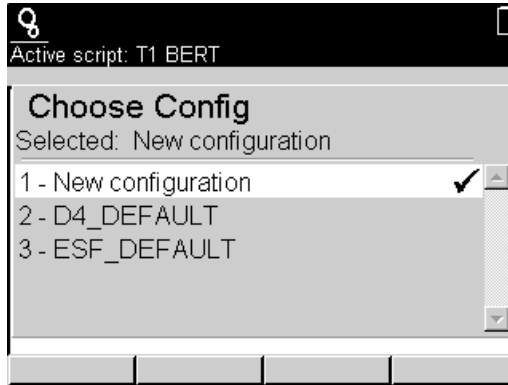 Active script: T1 BERT
Choose Config
Selected: New configuration
1 - New configuration
2 - D4_DEFAULT
3 - ESF_DEFAULT